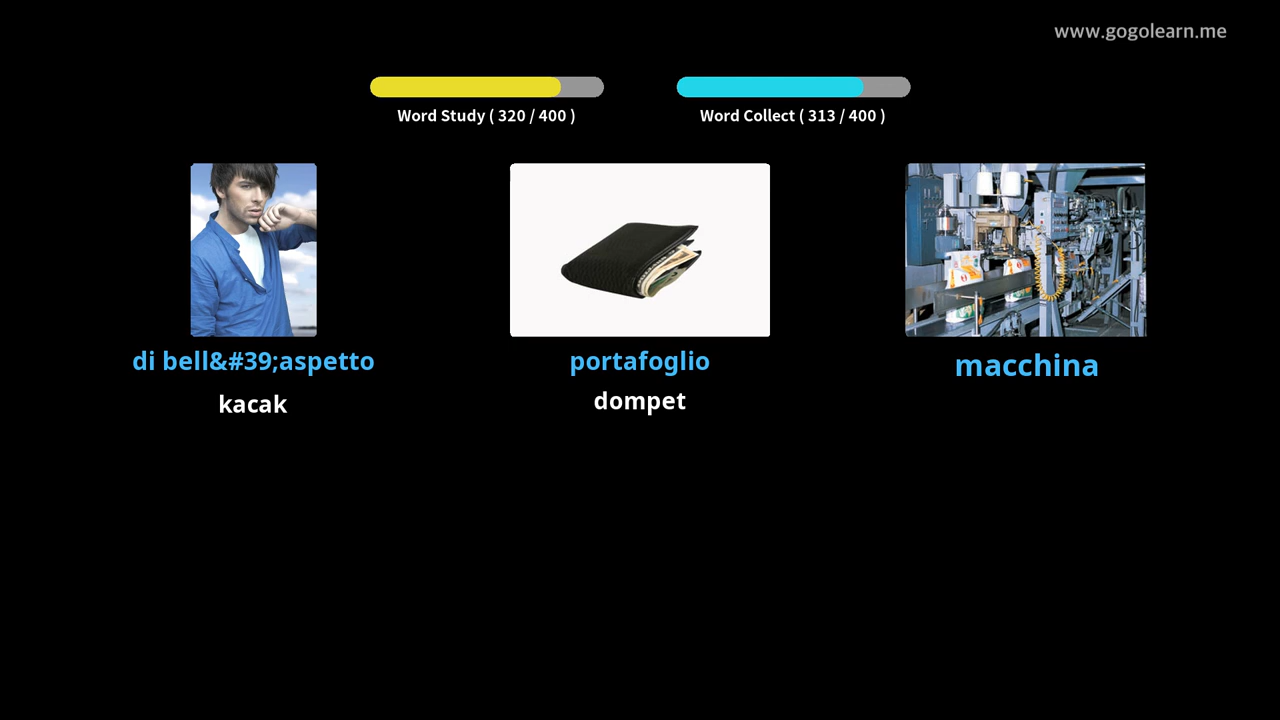 www.gogolearn.me
Word Study ( 320 / 400 )
Word Collect ( 313 / 400 )
di bell&#39;aspetto
portafoglio
macchina
kacak
dompet